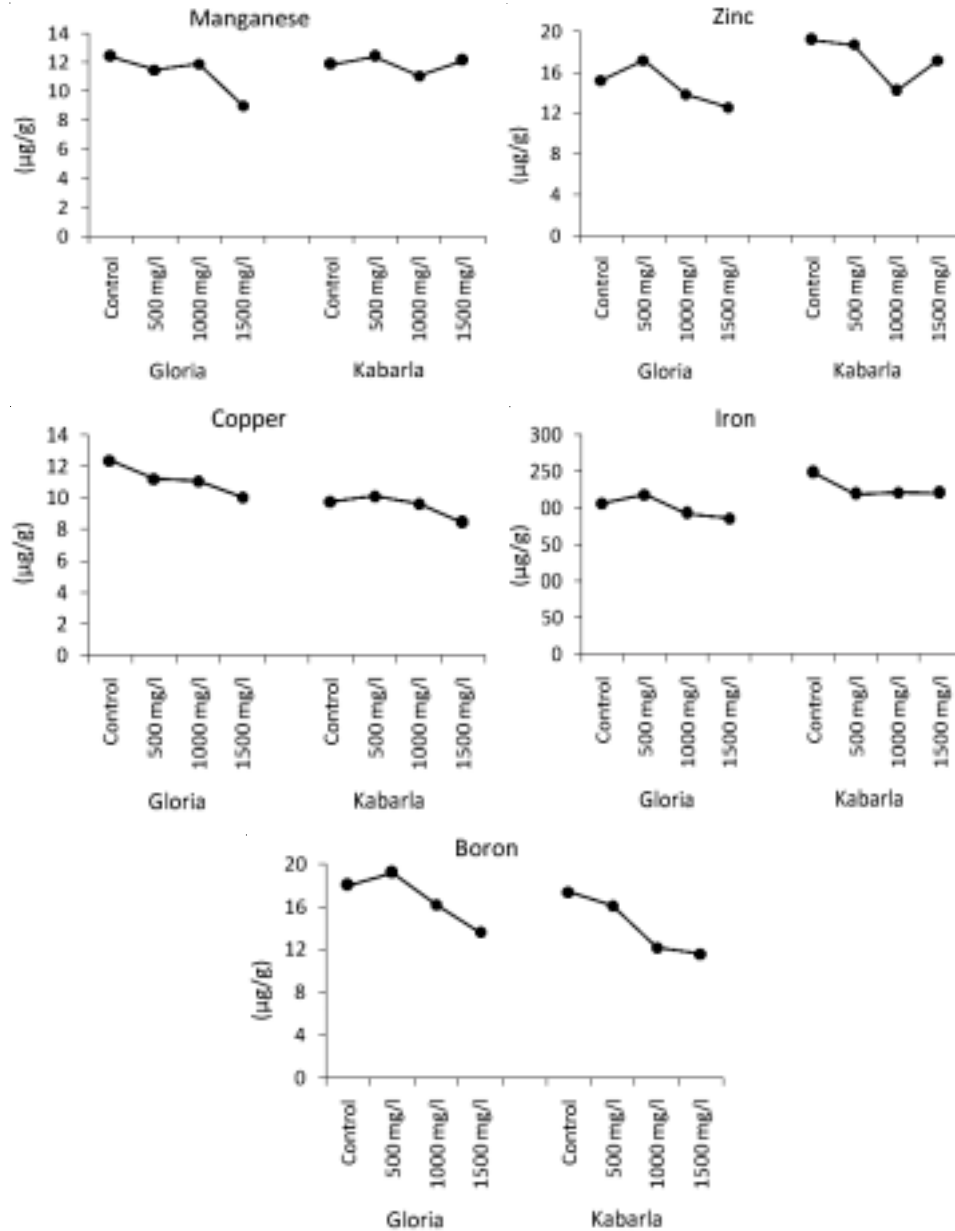 Manganese
14
12
10
8
6
4
2
0
(µg/g)
Control
500 mg/l
1000 mg/l
1500 mg/l
Control
500 mg/l
1000 mg/l
1500 mg/l
Gloria
Kabarla
Zinc
20
16
12
8
4
0
(µg/g)
Control
500 mg/l
1000 mg/l
1500 mg/l
Control
500 mg/l
1000 mg/l
1500 mg/l
Gloria
Kabarla
Copper
14
12
10
8
6
4
2
0
(µg/g)
Control
500 mg/l
1000 mg/l
1500 mg/l
Control
500 mg/l
1000 mg/l
1500 mg/l
Gloria
Kabarla
Iron
300
250
00
50
00
50
0
(µg/g)
Control
500 mg/l
1000 mg/l
1500 mg/l
Control
500 mg/l
1000 mg/l
1500 mg/l
Gloria
Kabarla
Boron
20
16
12
8
4
0
(µg/g)
Control
500 mg/l
1000 mg/l
1500 mg/l
Control
500 mg/l
1000 mg/l
1500 mg/l
Gloria
Kabarla